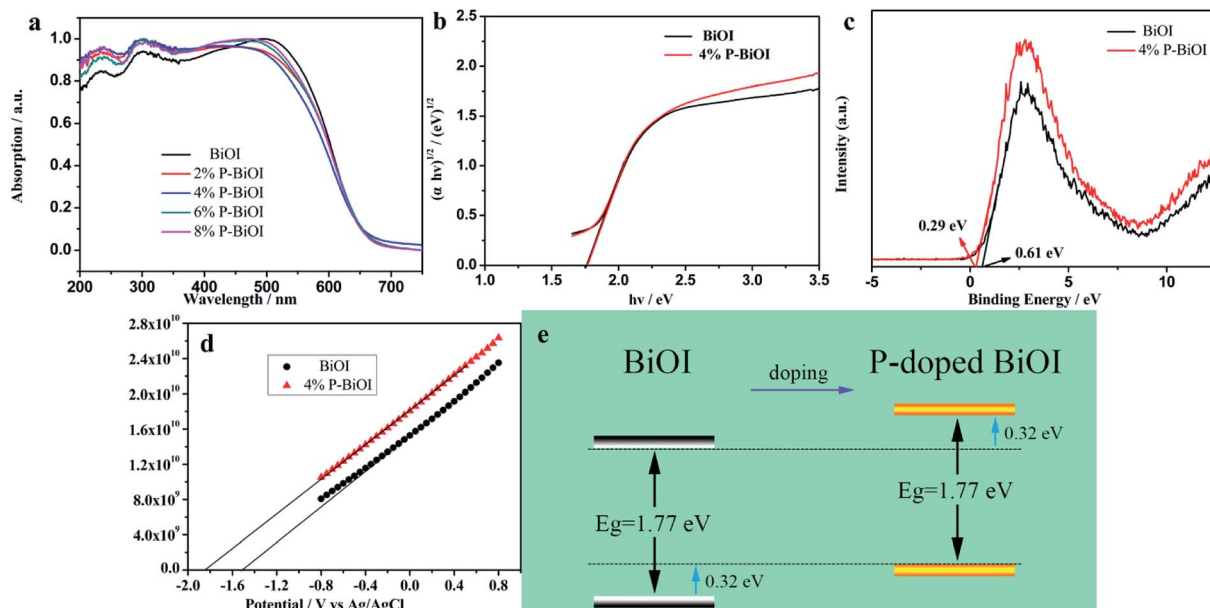 a
Absorption / a.u.
1.0
0.8
0.6
0.4
0.2
0.0
BiOI
2% P-BiOI
4% P-BiOI
6% P-BiOI
8% P-BiOI
200 300 400 500 600 700
Wavelength / nm
b
(α hν)1/2 / (eV)1/2
2.5
2.0
1.5
1.0
0.5
0.0
BiOI
4% P-BiOI
1.0 1.5 2.0 2.5 3.0 3.5
hν / eV
c
Intensity (a.u.)
BiOI
4% P-BiOI
0.29 eV
0.61 eV
-5 0 5 10
Binding Energy / eV
d
2.8x10^10
2.4x10^10
2.0x10^10
1.6x10^10
1.2x10^10
8.0x10^9
4.0x10^9
0.0
BiOI
4% P-BiOI
-2.0 -1.6 -1.2 -0.8 -0.4 0.0 0.4 0.8
Potential / V vs Ag/AgCl
e
BiOI
doping
P-doped BiOI
0.32 eV
Eg=1.77 eV
Eg=1.77 eV
0.32 eV